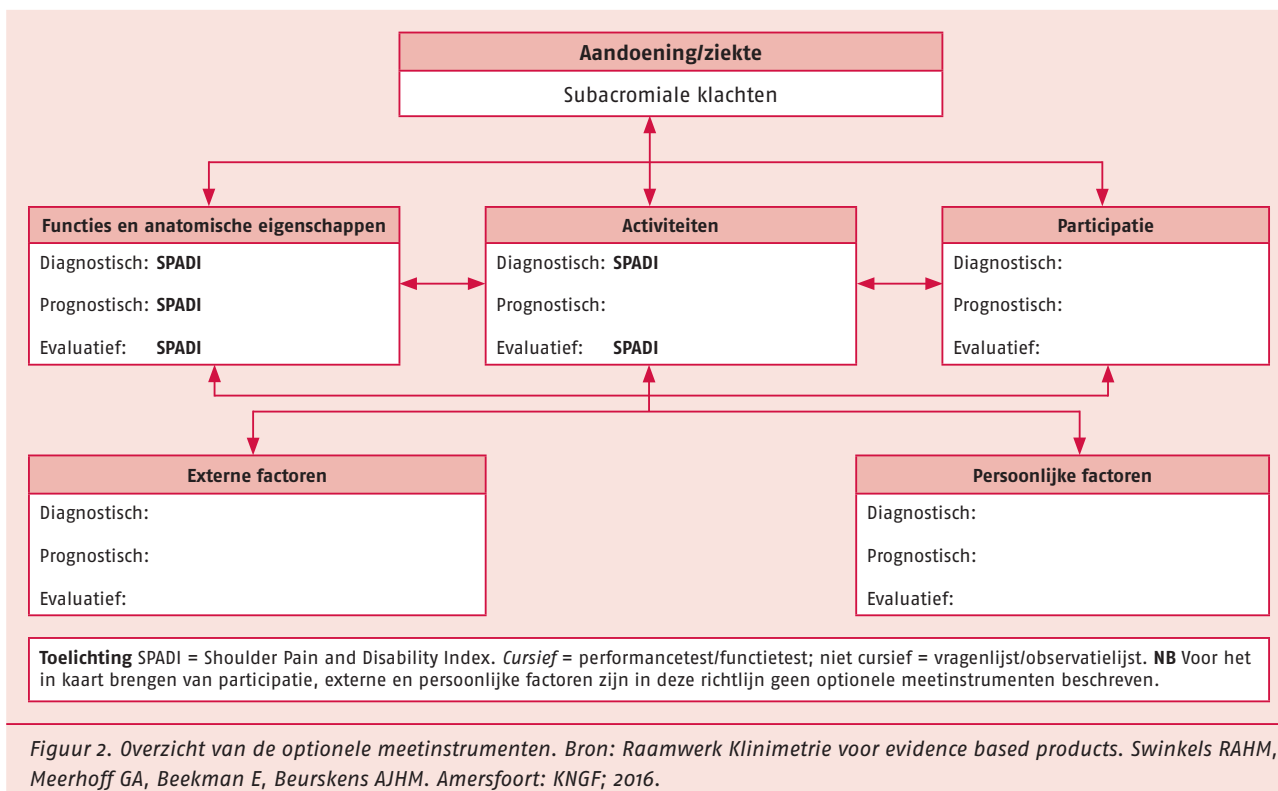 Aandoening/ziekte
Subacromiale klachten
Functies en anatomische eigenschappen
Diagnostisch: SPADI
Prognostisch: SPADI
Evaluatief: SPADI
Activiteiten
Diagnostisch: SPADI
Prognostisch:
Evaluatief: SPADI
Participatie
Diagnostisch:
Prognostisch:
Evaluatief:
Externe factoren
Diagnostisch:
Prognostisch:
Evaluatief:
Persoonlijke factoren
Diagnostisch:
Prognostisch:
Evaluatief:
Toelichting SPADI = Shoulder Pain and Disability Index. Cursief = performancetest/functietest; niet cursief = vragenlijst/observatielijst. NB Voor het
in kaart brengen van participatie, externe en persoonlijke factoren zijn in deze richtlijn geen optionele meetinstrumenten beschreven.
Figuur 2. Overzicht van de optionele meetinstrumenten. Bron: Raamwerk Klinimetrie voor evidence based products. Swinkels RAHM,
Meerhoff GA, Beekman E, Beurskens AJHM. Amersfoort: KNGF; 2016.